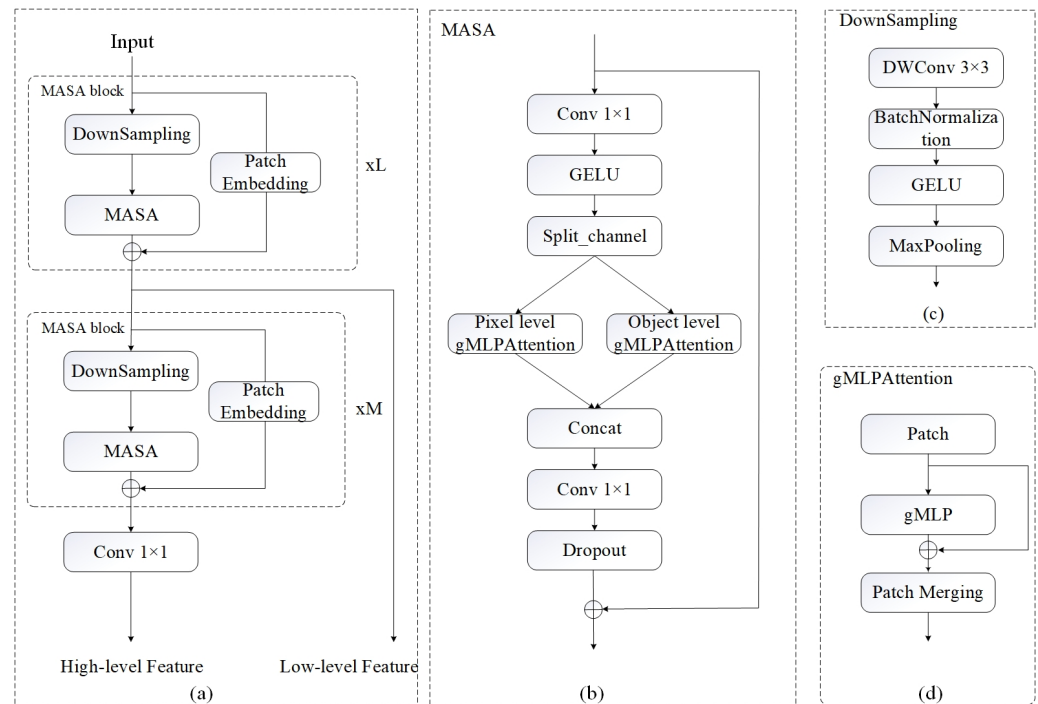 Input
MASA block
DownSampling
Patch
Embedding
xL
MASA
MASA block
DownSampling
Patch
Embedding
xM
MASA
Conv 1×1
High-level Feature
Low-level Feature
(a)
MASA
Conv 1×1
GELU
Split_channel
Pixel level
gMLPAttention
Object level
gMLPAttention
Concat
Conv 1×1
Dropout
(b)
DownSampling
DWConv 3×3
BatchNormaliza
tion
GELU
MaxPooling
(c)
gMLPAttention
Patch
gMLP
Patch Merging
(d)